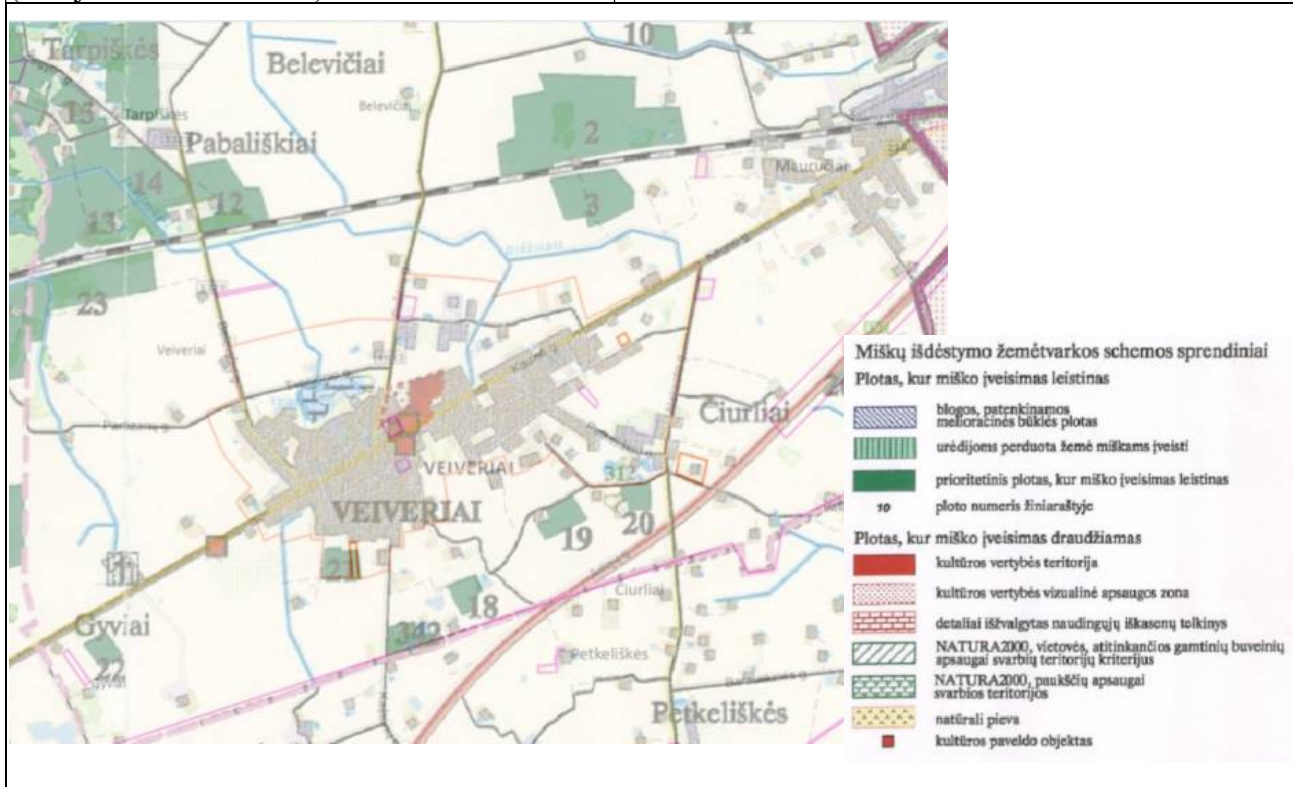 10
Tarpiškės
Belevičiai
Belevičiai
15
Tarpiškės
Pabališkiai
2
Mauručiai
14
12
3
13
23
Veiveriai
Kauno g.
Čiurliai
VEIVERIAI
312
VEIVERIAI
19
20
21
18
Čiurliai
Gyviai
342
22
Petkeliškės
Petkeliškės
Miškų išdėstymo žemėtvarkos schemos sprendiniai
Plotas, kur miško įveisimas leistinas
blogos, patenkinamos
melioracinės būklės plotas
urėdijoms perduota žemė miškams įveisti
prioritetinis plotas, kur miško įveisimas leistinas
10 ploto numeris žiniaraštyje
Plotas, kur miško įveisimas draudžiamas
kultūros vertybės teritorija
kultūros vertybės vizualinė apsaugos zona
detaliai išžvalgytas naudingųjų iškasenų telkinys
NATURA2000, vietovės, atitinkančios gamtinių buveinių
apsaugai svarbių teritorijų kriterijus
NATURA2000, paukščių apsaugai
svarbios teritorijos
natūrali pieva
kultūros paveldo objektas